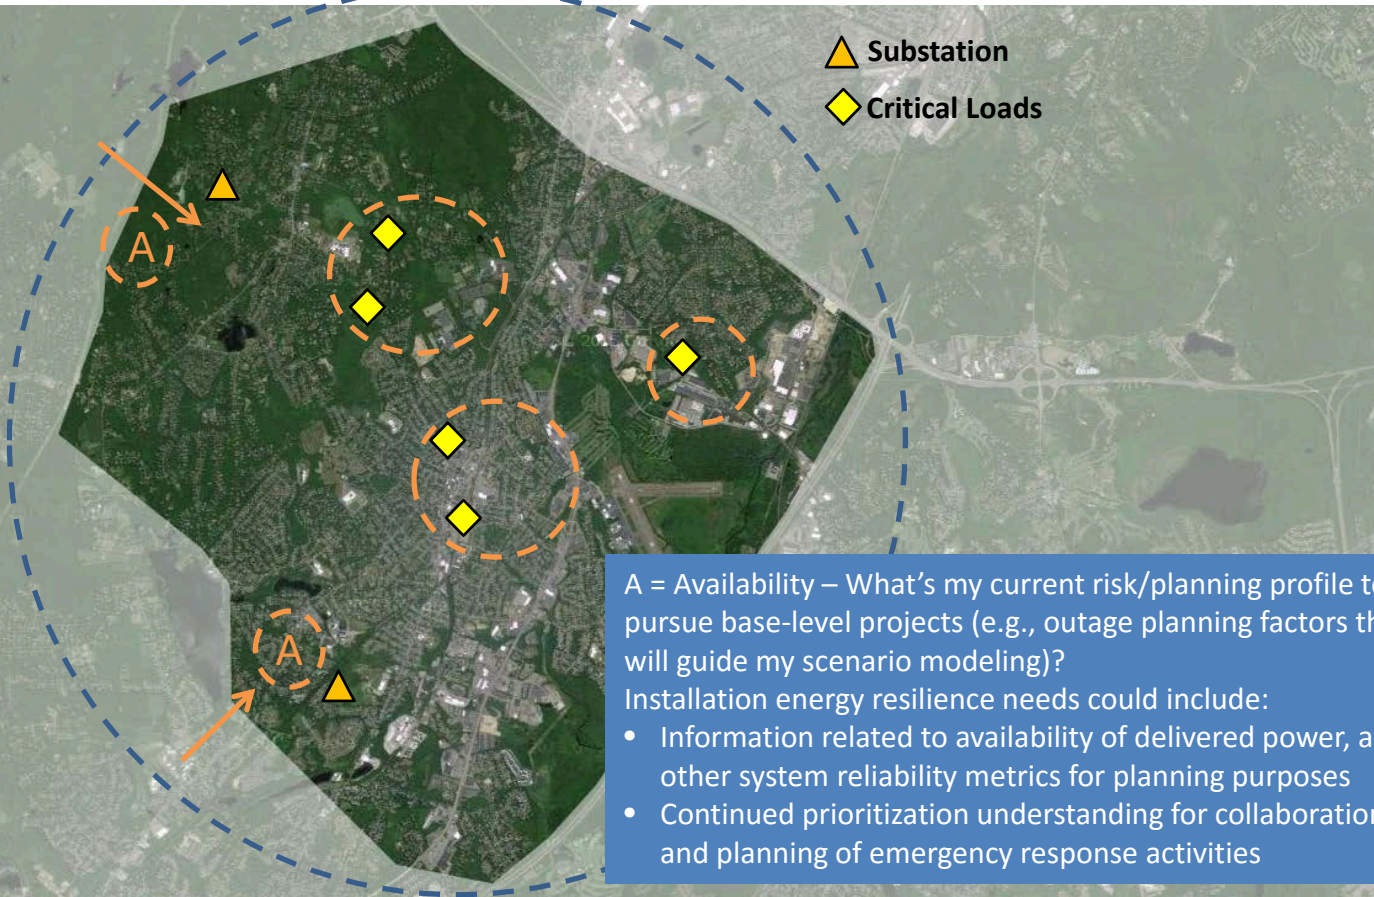 Substation
Critical Loads
A
A
A = Availability – What's my current risk/planning profile
pursue base-level projects (e.g., outage planning factors
will guide my scenario modeling)?
Installation energy resilience needs could include:
• Information related to availability of delivered power,
other system reliability metrics for planning purposes
• Continued prioritization understanding for collaboration
and planning of emergency response activities